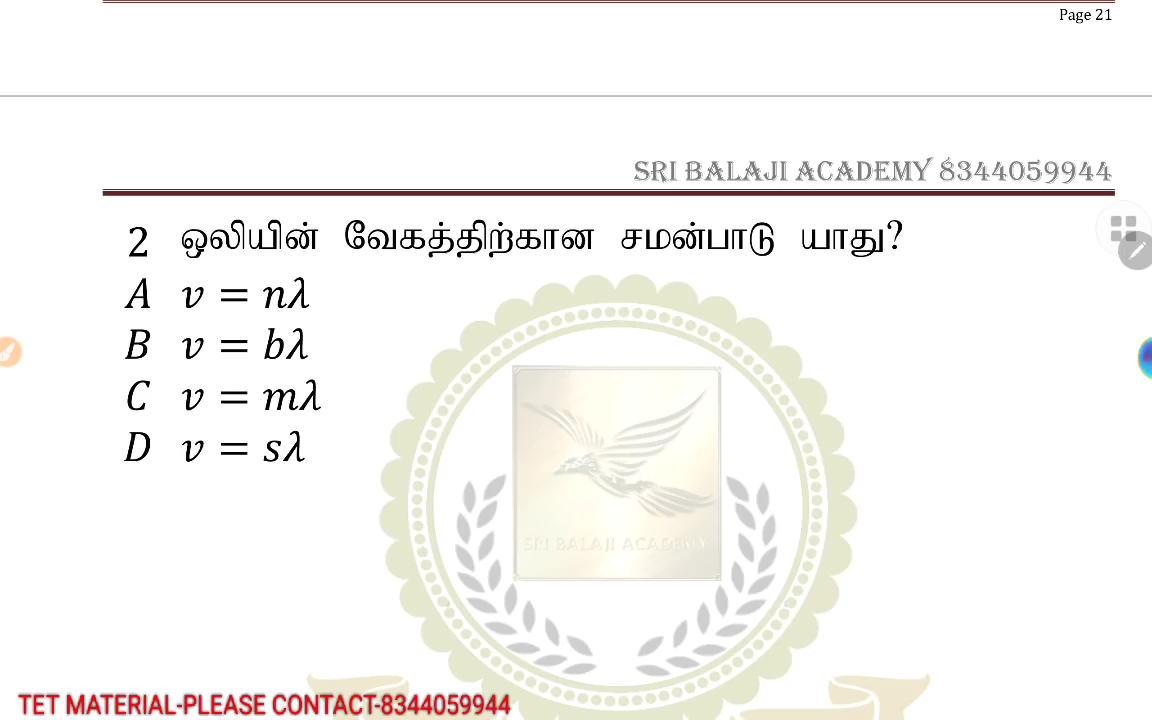 Page 21
SRI BALAJI ACADEMY 8344059944
2 ஒலியின் வேகத்திற்கான சமன்பாடு யாது?
A v = nλ
B v = bλ
C v = mλ
D v = sλ
SRI BALAJI ACADEMY
TET MATERIAL-PLEASE CONTACT-8344059944